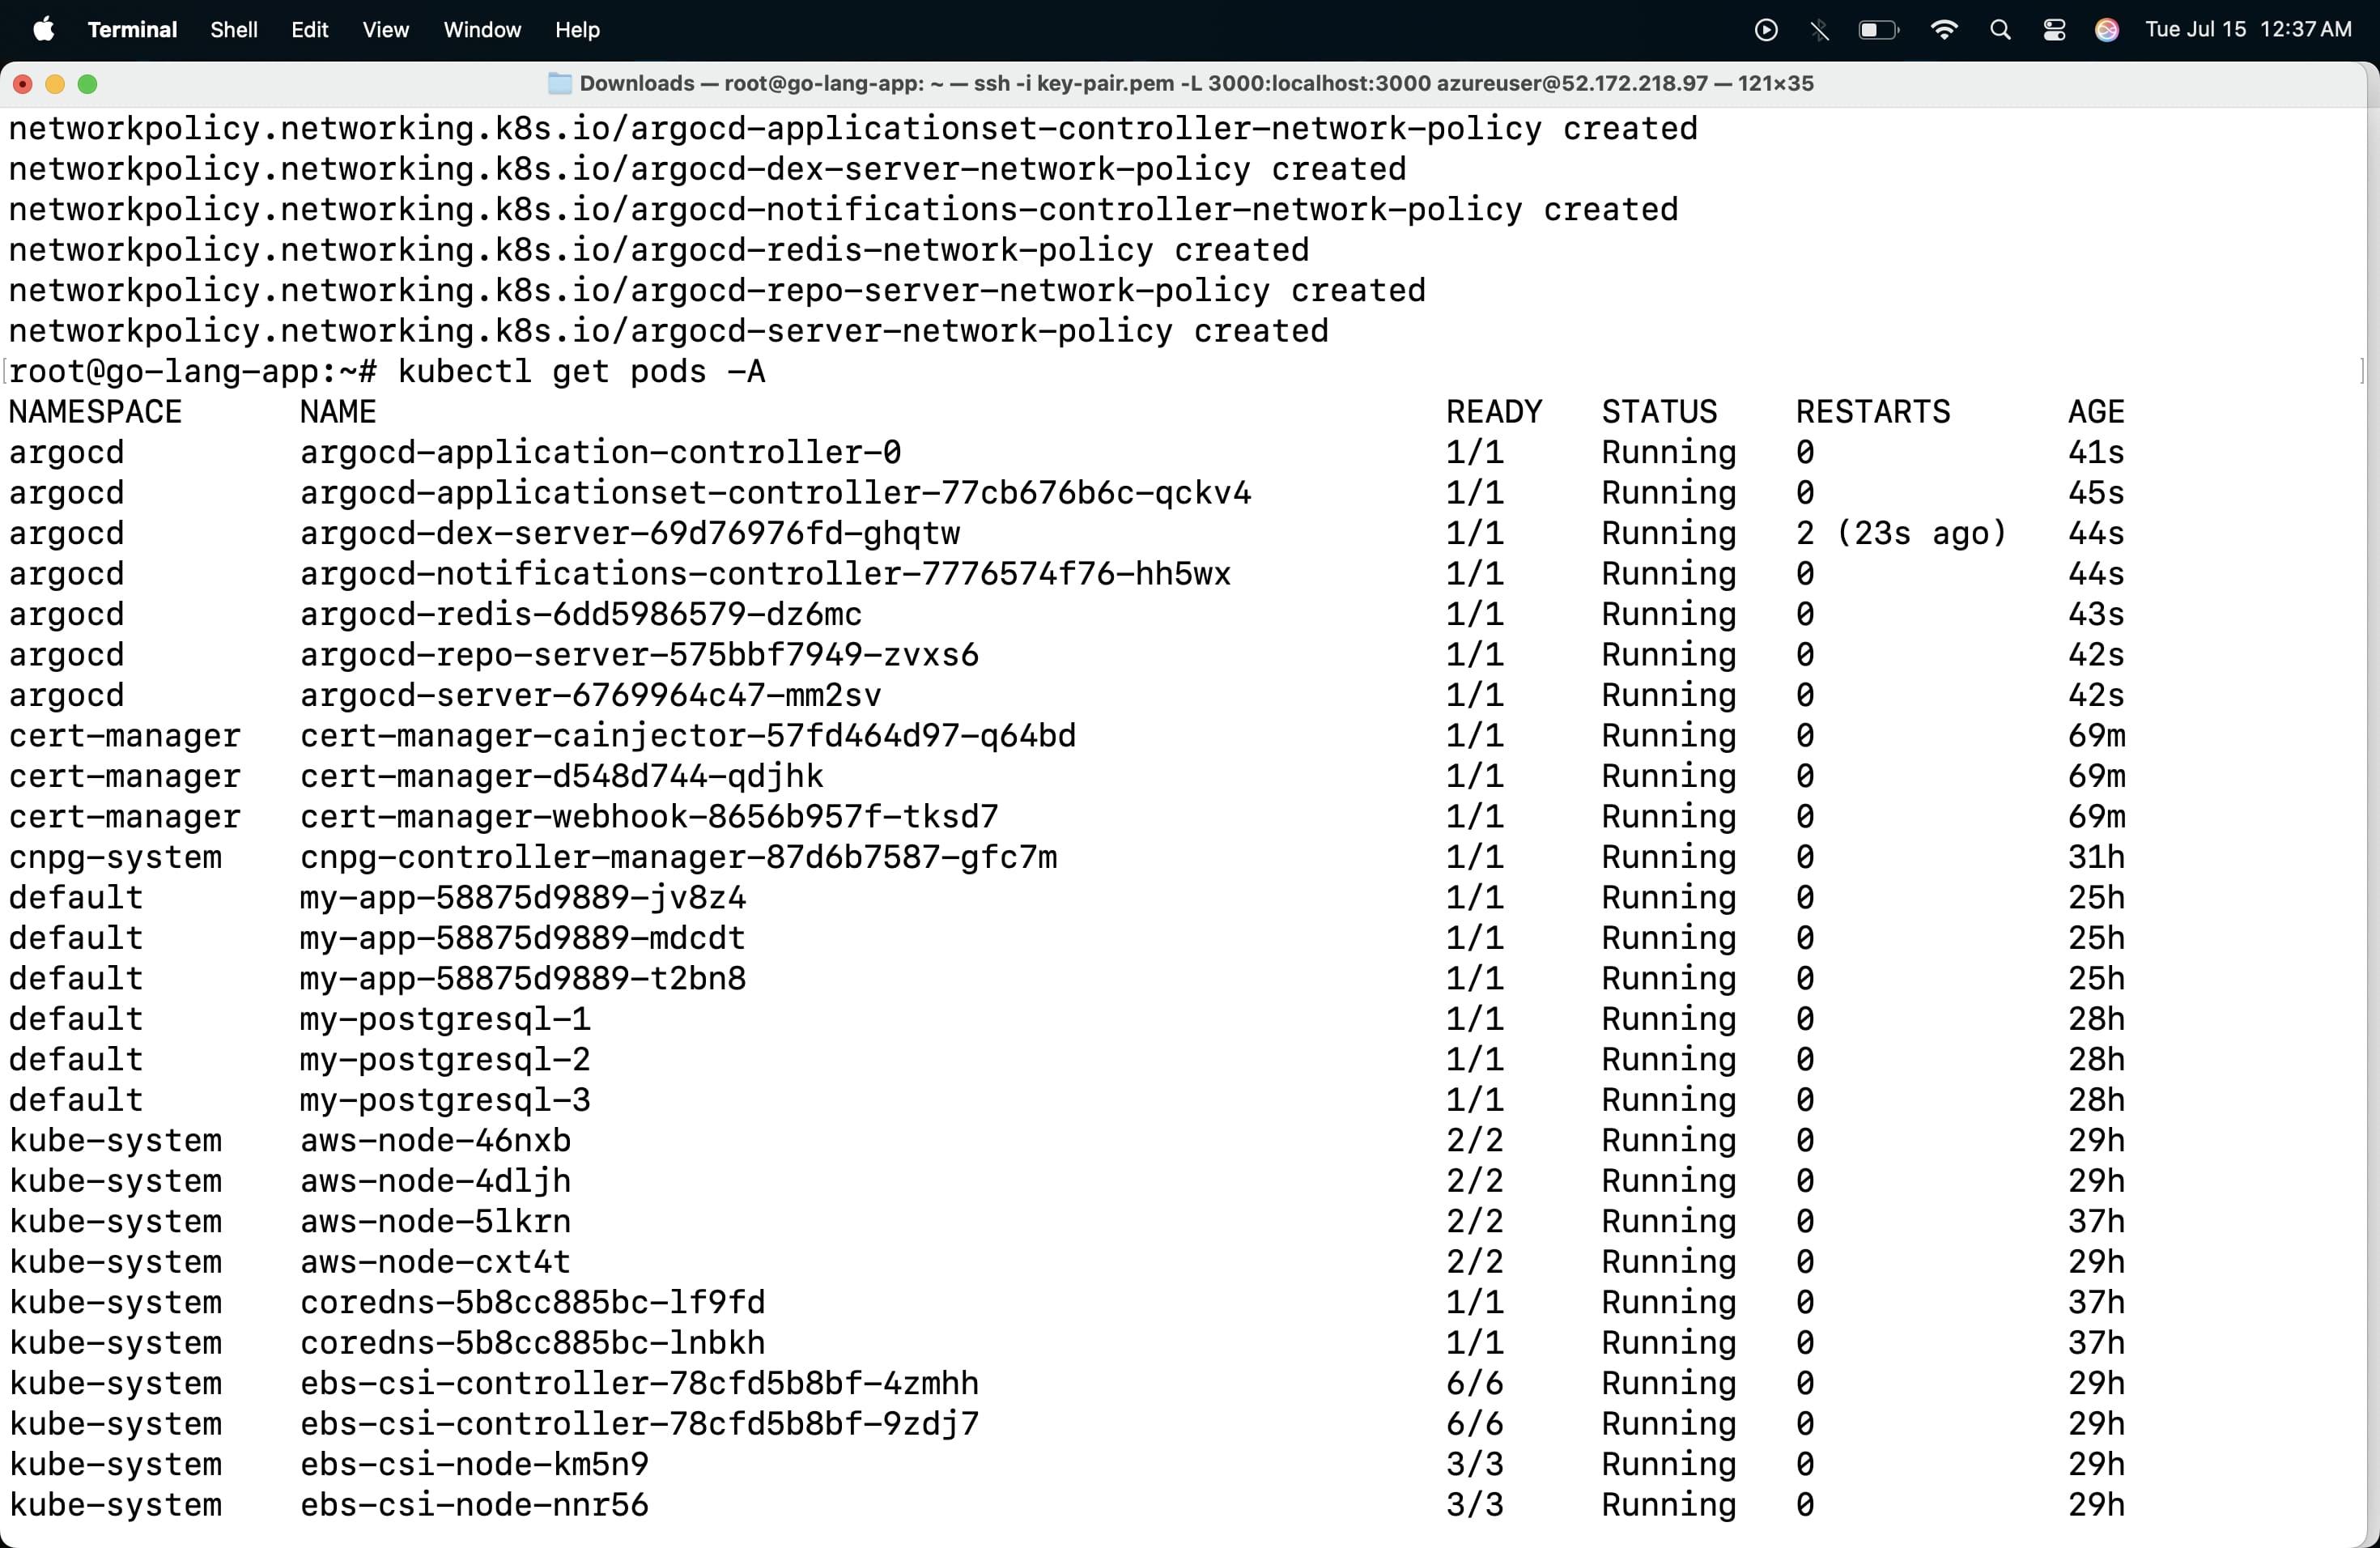 Terminal Shell Edit View Window Help Tue Jul 15 12:37 AM
Downloads — root@go-lang-app: ~ — ssh -i key-pair.pem -L 3000:localhost:3000 azureuser@52.172.218.97 — 121×35
networkpolicy.networking.k8s.io/argocd-applicationset-controller-network-policy created
networkpolicy.networking.k8s.io/argocd-dex-server-network-policy created
networkpolicy.networking.k8s.io/argocd-notifications-controller-network-policy created
networkpolicy.networking.k8s.io/argocd-redis-network-policy created
networkpolicy.networking.k8s.io/argocd-repo-server-network-policy created
networkpolicy.networking.k8s.io/argocd-server-network-policy created
[root@go-lang-app:~# kubectl get pods -A ]
NAMESPACE NAME READY STATUS RESTARTS AGE
argocd argocd-application-controller-0 1/1 Running 0 41s
argocd argocd-applicationset-controller-77cb676b6c-qckv4 1/1 Running 0 45s
argocd argocd-dex-server-69d76976fd-ghqtw 1/1 Running 2 (23s ago) 44s
argocd argocd-notifications-controller-7776574f76-hh5wx 1/1 Running 0 44s
argocd argocd-redis-6dd5986579-dz6mc 1/1 Running 0 43s
argocd argocd-repo-server-575bbf7949-zvxs6 1/1 Running 0 42s
argocd argocd-server-6769964c47-mm2sv 1/1 Running 0 42s
cert-manager cert-manager-cainjector-57fd464d97-q64bd 1/1 Running 0 69m
cert-manager cert-manager-d548d744-qdjhk 1/1 Running 0 69m
cert-manager cert-manager-webhook-8656b957f-tksd7 1/1 Running 0 69m
cnpg-system cnpg-controller-manager-87d6b7587-gfc7m 1/1 Running 0 31h
default my-app-58875d9889-jv8z4 1/1 Running 0 25h
default my-app-58875d9889-mdcdt 1/1 Running 0 25h
default my-app-58875d9889-t2bn8 1/1 Running 0 25h
default my-postgresql-1 1/1 Running 0 28h
default my-postgresql-2 1/1 Running 0 28h
default my-postgresql-3 1/1 Running 0 28h
kube-system aws-node-46nxb 2/2 Running 0 29h
kube-system aws-node-4dljh 2/2 Running 0 29h
kube-system aws-node-5lkrn 2/2 Running 0 37h
kube-system aws-node-cxt4t 2/2 Running 0 29h
kube-system coredns-5b8cc885bc-lf9fd 1/1 Running 0 37h
kube-system coredns-5b8cc885bc-lnbkh 1/1 Running 0 37h
kube-system ebs-csi-controller-78cfd5b8bf-4zmhh 6/6 Running 0 29h
kube-system ebs-csi-controller-78cfd5b8bf-9zdj7 6/6 Running 0 29h
kube-system ebs-csi-node-km5n9 3/3 Running 0 29h
kube-system ebs-csi-node-nnr56 3/3 Running 0 29h